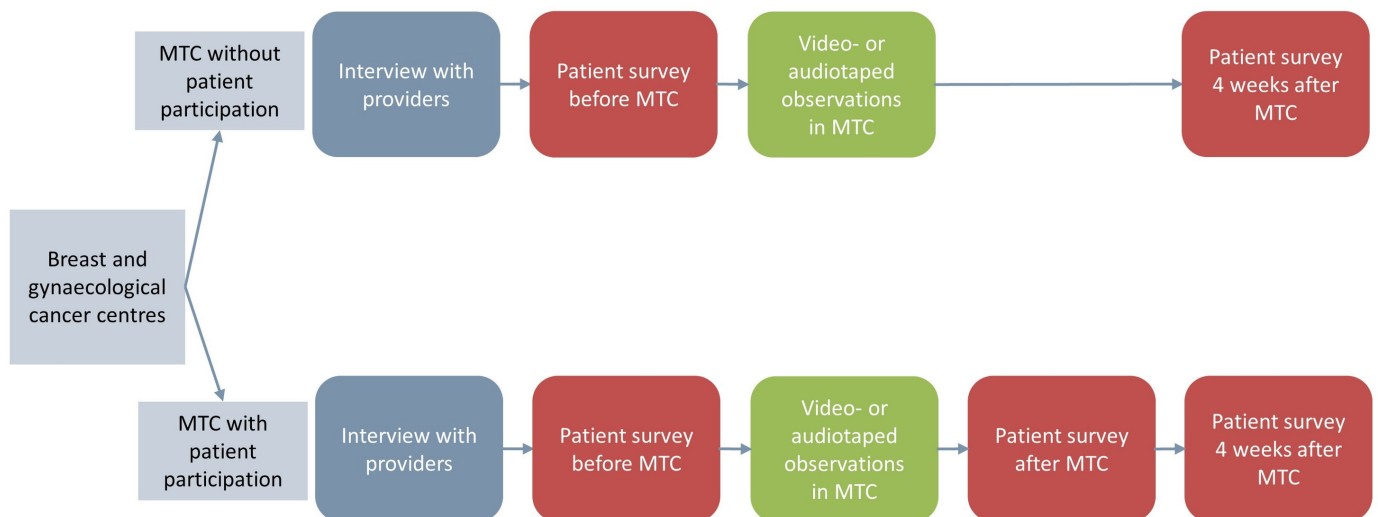 MTC without
patient
participation
Interview with
providers
Patient survey
before MTC
Video- or
audiotaped
observations
in MTC
Patient survey
4 weeks after
MTC
Breast and
gynaecological
cancer centres
MTC with
patient
participation
Interview with
providers
Patient survey
before MTC
Video- or
audiotaped
observations
in MTC
Patient survey
after MTC
Patient survey
4 weeks after
MTC